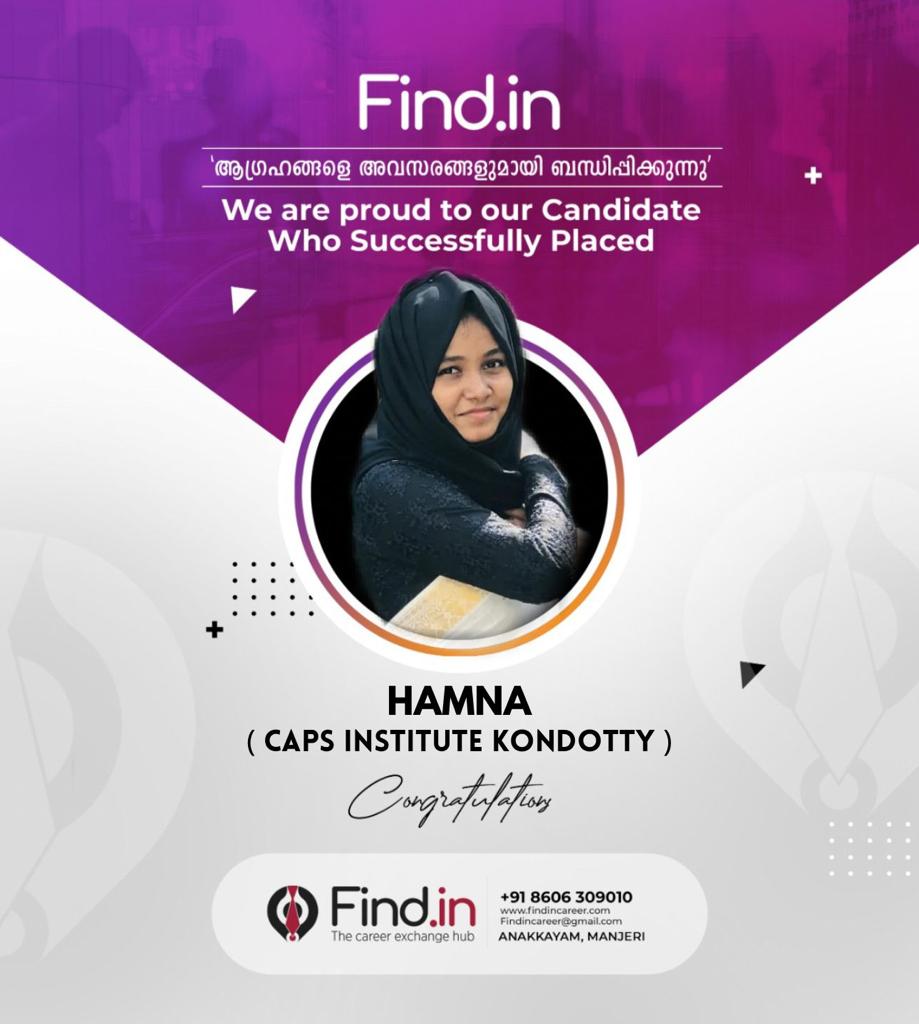 Find.in
'ആഗ്രഹങ്ങളെ അവസരങ്ങളുമായി ബന്ധിപ്പിക്കുന്നു'
We are proud to our Candidate
Who Successfully Placed
HAMNA
( CAPS INSTITUTE KONDOTTY )
Congratulations
Find.in
The career exchange hub
+91 8606 309010
www.findincareer.com
Findincareer@gmail.com
ANAKKAYAM, MANJERI